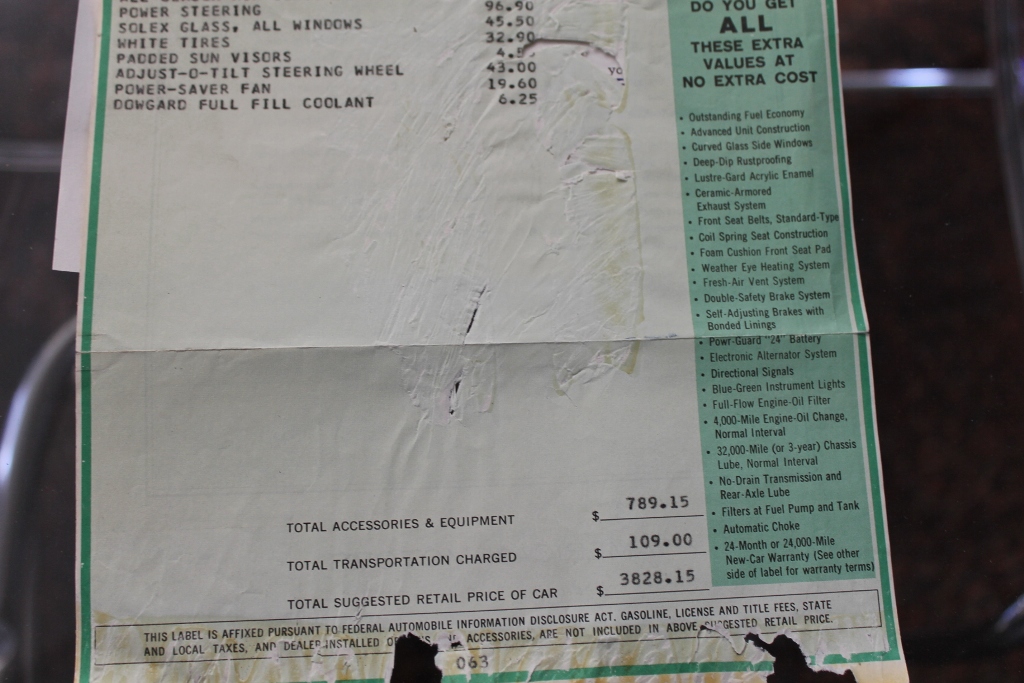 POWER STEERING 96.90
SOLEX GLASS, ALL WINDOWS 45.50
WHITE TIRES 32.90
PADDED SUN VISORS
ADJUST-O-TILT STEERING WHEEL 43.00
POWER-SAVER FAN 19.60
DOWGARD FULL FILL COOLANT 6.25
yo
TOTAL ACCESSORIES & EQUIPMENT $ 789.15
TOTAL TRANSPORTATION CHARGED $ 109.00
TOTAL SUGGESTED RETAIL PRICE OF CAR $ 3828.15
DO YOU GET
ALL
THESE EXTRA
VALUES AT
NO EXTRA COST
• Outstanding Fuel Economy
• Advanced Unit Construction
• Curved Glass Side Windows
• Deep-Dip Rustproofing
• Lustre-Gard Acrylic Enamel
• Ceramic-Armored
Exhaust System
• Front Seat Belts, Standard-Type
• Coil Spring Seat Construction
• Foam Cushion Front Seat Pad
• Weather Eye Heating System
• Fresh-Air Vent System
• Double-Safety Brake System
• Self-Adjusting Brakes with
Bonded Linings
• Powr-Guard "24" Battery
• Electronic Alternator System
• Directional Signals
• Blue-Green Instrument Lights
• Full-Flow Engine-Oil Filter
• 4,000-Mile Engine-Oil Change,
Normal Interval
• 32,000-Mile (or 3-year) Chassis
Lube, Normal Interval
• No-Drain Transmission and
Rear-Axle Lube
• Filters at Fuel Pump and Tank
• Automatic Choke
• 24-Month or 24,000-Mile
New-Car Warranty (See other
side of label for warranty terms)
THIS LABEL IS AFFIXED PURSUANT TO FEDERAL AUTOMOBILE INFORMATION DISCLOSURE ACT. GASOLINE, LICENSE AND TITLE FEES, STATE
AND LOCAL TAXES, AND DEALER INSTALLED ACCESSORIES, ARE NOT INCLUDED IN ABOVE SUGGESTED RETAIL PRICE.
063